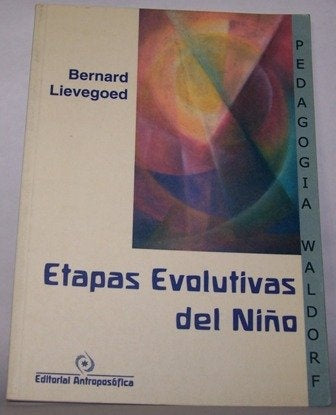 Bernard
Lievegoed
PEDAGOGIA WALDORF
Etapas Evolutivas
del Niño
Editorial Antroposófica